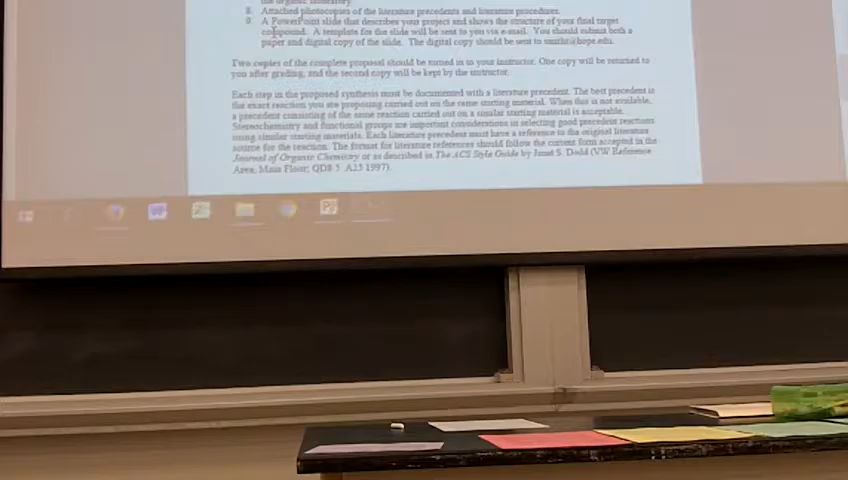 8. Attached photocopies of the literature precedents and literature procedures.
9. A PowerPoint slide that describes your project and shows the structure of your final target
compound. A template for the slide will be sent to you via e-mail. You should submit both a
paper and digital copy of the slide. The digital copy should be sent to
Two copies of the complete proposal should be turned in to your instructor. One copy will be returned to
you after grading, and the second copy will be kept by the instructor.
Each step in the proposed synthesis must be documented with a literature precedent. The best precedent is
the exact reaction you are proposing carried out on the same starting material. When this is not available,
a precedent consisting of the same reaction carried out on a similar starting material is acceptable.
Stereochemistry and functional groups are important considerations in selecting good precedent reactions
using similar starting materials. Each literature precedent must have a reference to the original literature
source for the reaction. The format for literature references should follow the current form accepted in the
Journal of Organic Chemistry or as described in The ACS Style Guide by Janet S. Dodd (VW Reference
Area, Main Floor; QD8.5 .A25 1997).